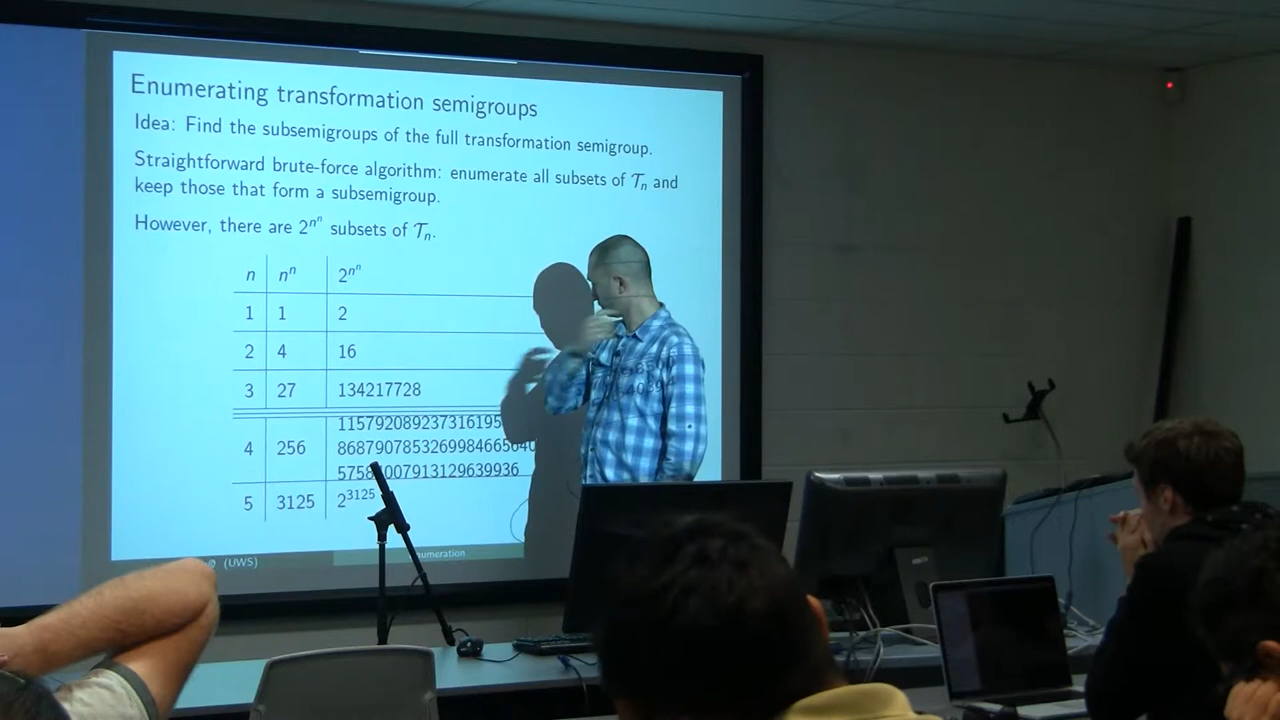 Enumerating transformation semigroups
Idea: Find the subsemigroups of the full transformation semigroup.
Straightforward brute-force algorithm: enumerate all subsets of 𝒯ₙ and
keep those that form a subsemigroup.
However, there are 2^{n^n} subsets of 𝒯ₙ.
n nⁿ 2^{n^n}
1 1 2
2 4 16
3 27 134217728
115792089237316195
4 256 868790785326998466564
007913129639936
5 3125 2³¹²⁵
(UWS)